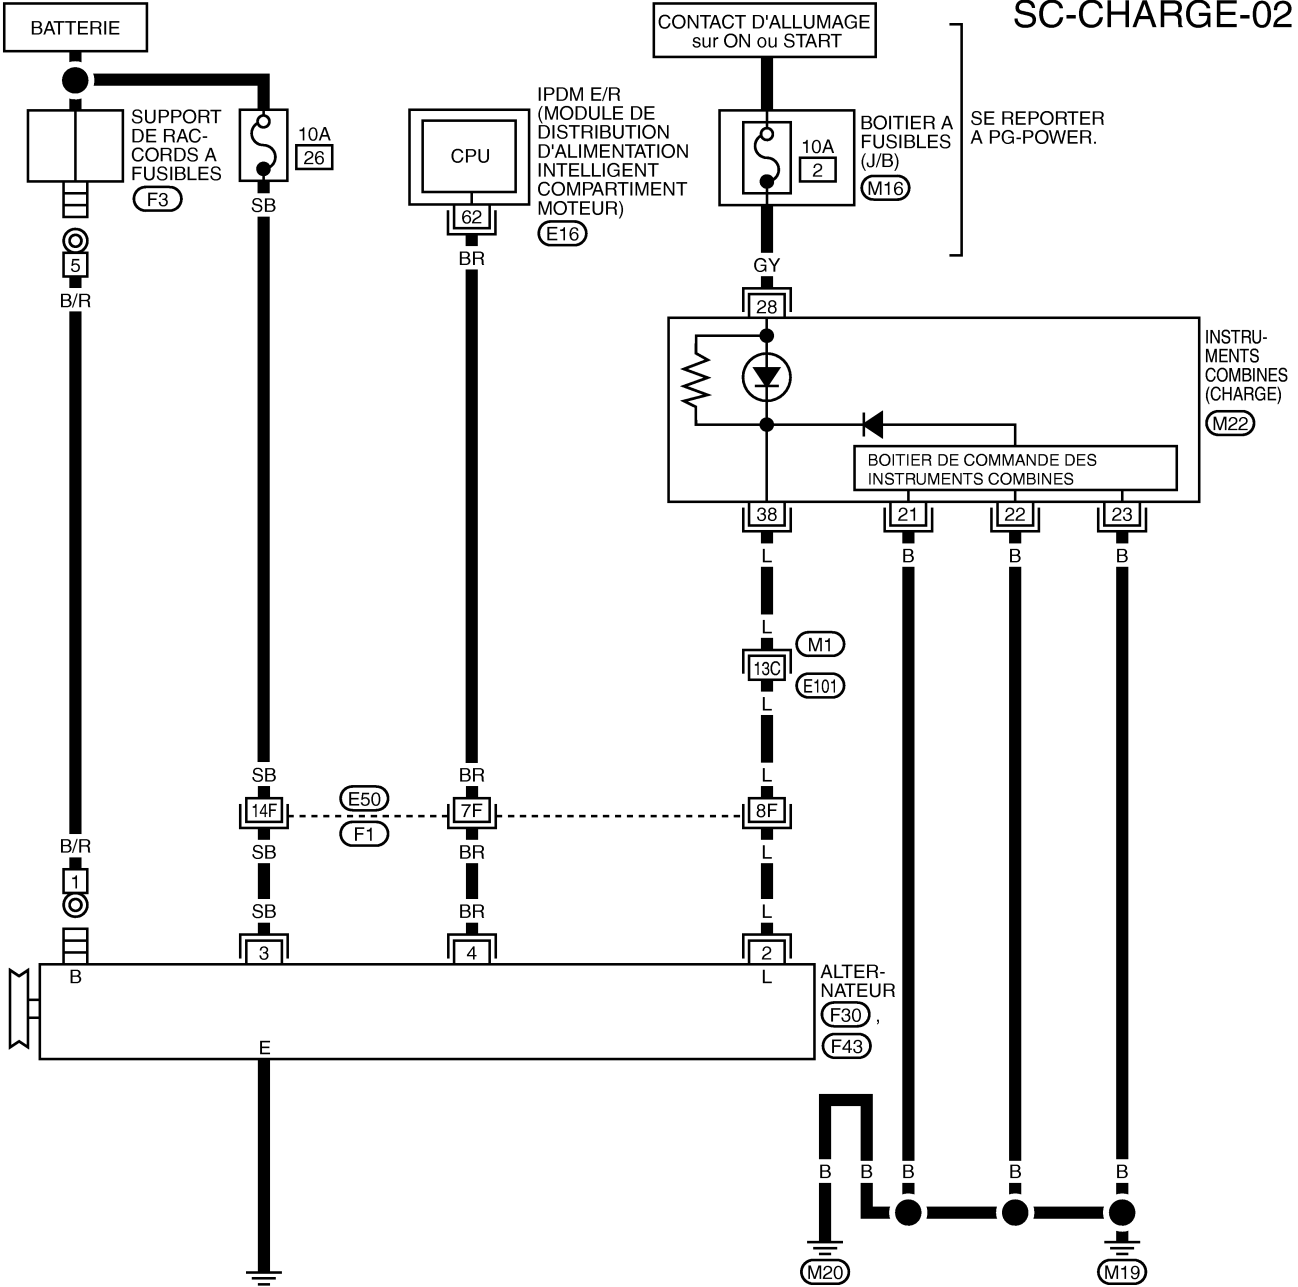 SC-CHARGE-02
BATTERIE
CONTACT D'ALLUMAGE
sur ON ou START
SUPPORT
DE RAC-
CORDS A
FUSIBLES
F3
10A
26
IPDM E/R
(MODULE DE
DISTRIBUTION
D'ALIMENTATION
INTELLIGENT
COMPARTIMENT
MOTEUR)
E16
CPU
62
10A
2
BOITIER A
FUSIBLES
(J/B)
M16
SE REPORTER
A PG-POWER.
SB
5
B/R
BR
GY
28
INSTRU-
MENTS
COMBINES
(CHARGE)
M22
BOITIER DE COMMANDE DES
INSTRUMENTS COMBINES
38
21
22
23
L
B
B
B
L
M1
13C
E101
L
SB
BR
L
14F
E50
F1
7F
8F
B/R
SB
BR
L
1
SB
BR
L
3
4
2
B
L
ALTER-
NATEUR
F30 ,
F43
E
B
B
B
B
B
M20
M19